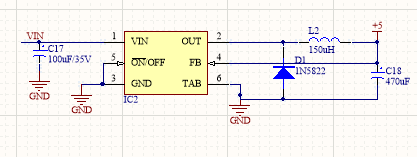 +5
L2
VIN
1
VIN
OUT
2
C17
100uF/35V
150uH
5
ON/OFF
FB
4
D1
1N5822
C18
470uF
3
GND
TAB
6
GND
GND
IC2
GND